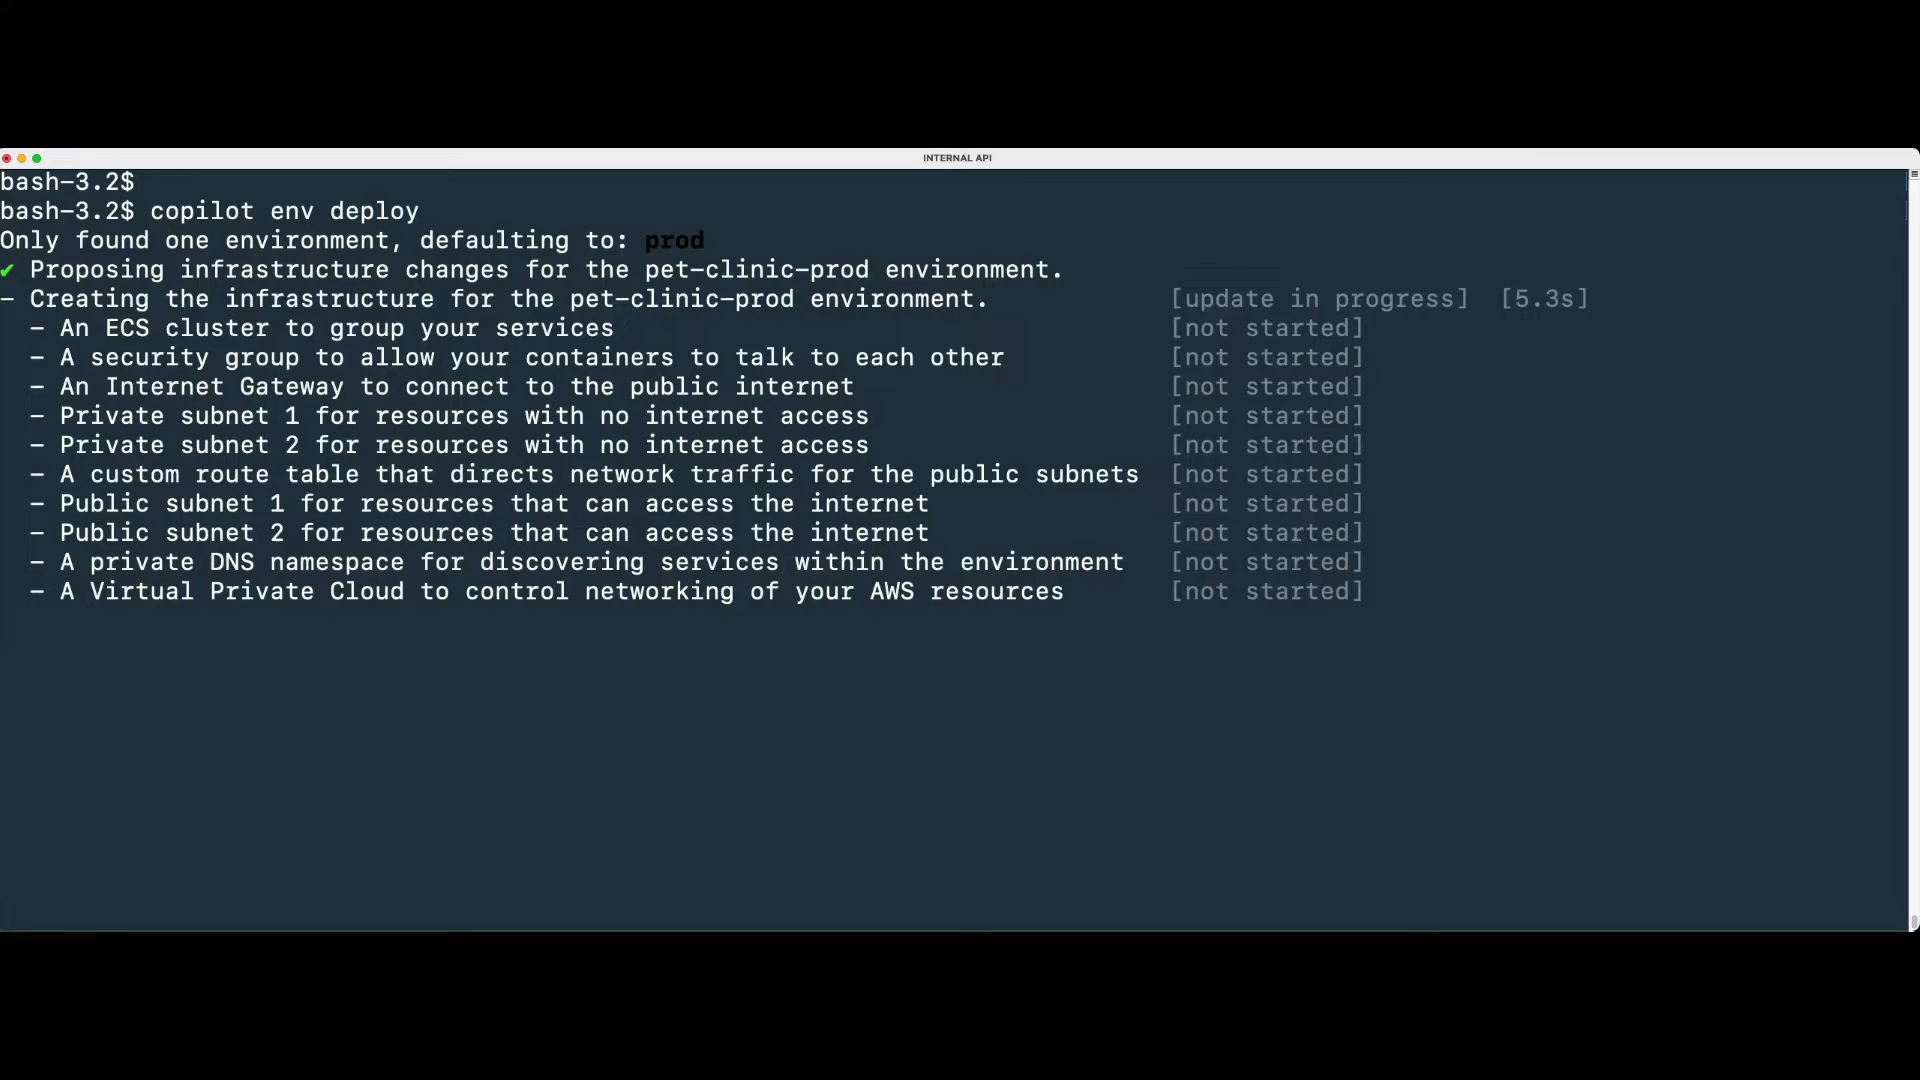 INTERNAL API
bash-3.2$
bash-3.2$ copilot env deploy
Only found one environment, defaulting to: prod
✔ Proposing infrastructure changes for the pet-clinic-prod environment.
- Creating the infrastructure for the pet-clinic-prod environment. [update in progress] [5.3s]
- An ECS cluster to group your services [not started]
- A security group to allow your containers to talk to each other [not started]
- An Internet Gateway to connect to the public internet [not started]
- Private subnet 1 for resources with no internet access [not started]
- Private subnet 2 for resources with no internet access [not started]
- A custom route table that directs network traffic for the public subnets [not started]
- Public subnet 1 for resources that can access the internet [not started]
- Public subnet 2 for resources that can access the internet [not started]
- A private DNS namespace for discovering services within the environment [not started]
- A Virtual Private Cloud to control networking of your AWS resources [not started]